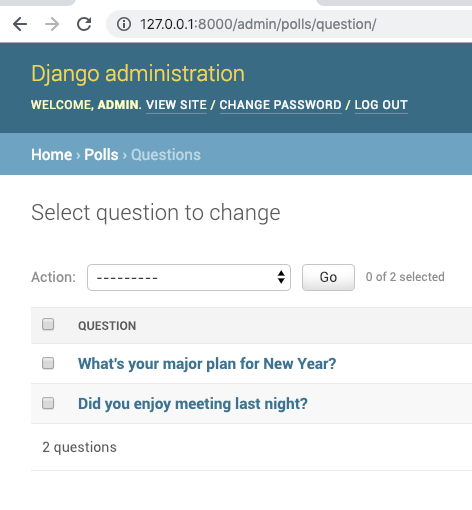 127.0.0.1:8000/admin/polls/question/
Django administration
WELCOME, ADMIN. VIEW SITE / CHANGE PASSWORD / LOG OUT
Home › Polls › Questions
Select question to change
Action: --------- Go 0 of 2 selected
QUESTION
What's your major plan for New Year?
Did you enjoy meeting last night?
2 questions